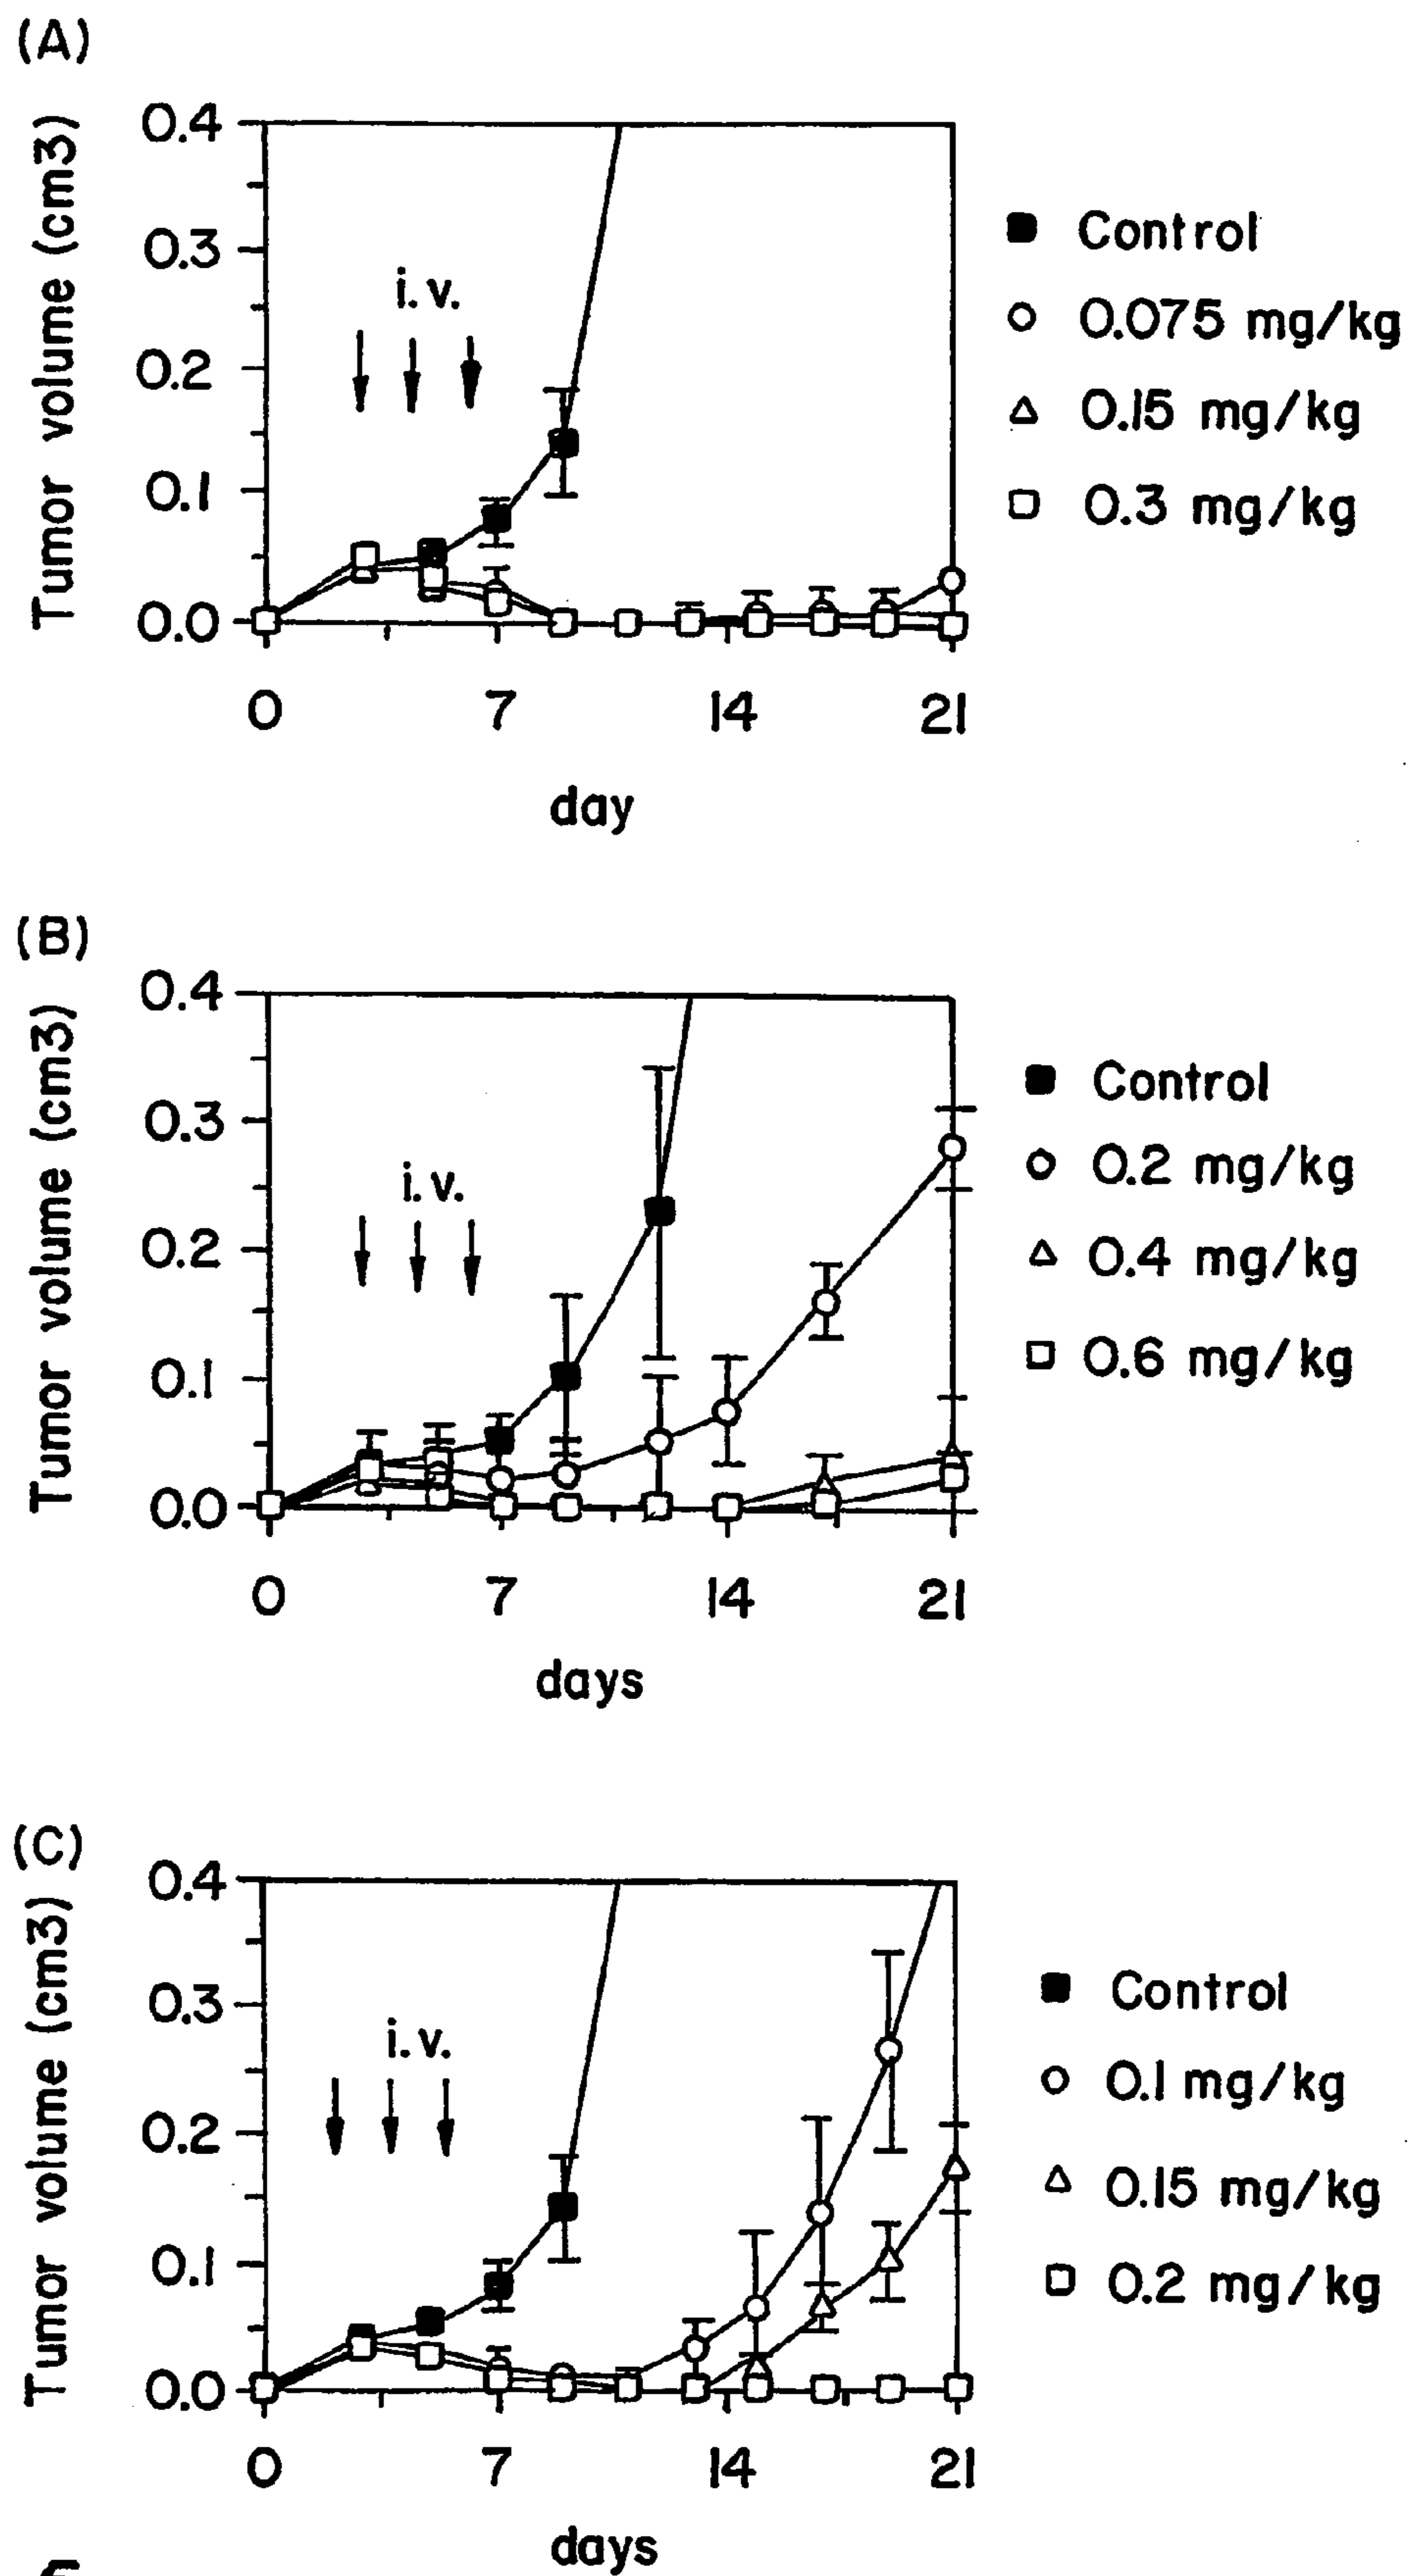 (A)
Tumor volume (cm3)
0.4
0.3
0.2
0.1
0.0
i.v.
0 7 14 21
day
Control
0.075 mg/kg
0.15 mg/kg
0.3 mg/kg
(B)
Tumor volume (cm3)
0.4
0.3
0.2
0.1
0.0
i.v.
0 7 14 21
days
Control
0.2 mg/kg
0.4 mg/kg
0.6 mg/kg
(C)
Tumor volume (cm3)
0.4
0.3
0.2
0.1
0.0
i.v.
0 7 14 21
days
Control
0.1 mg/kg
0.15 mg/kg
0.2 mg/kg